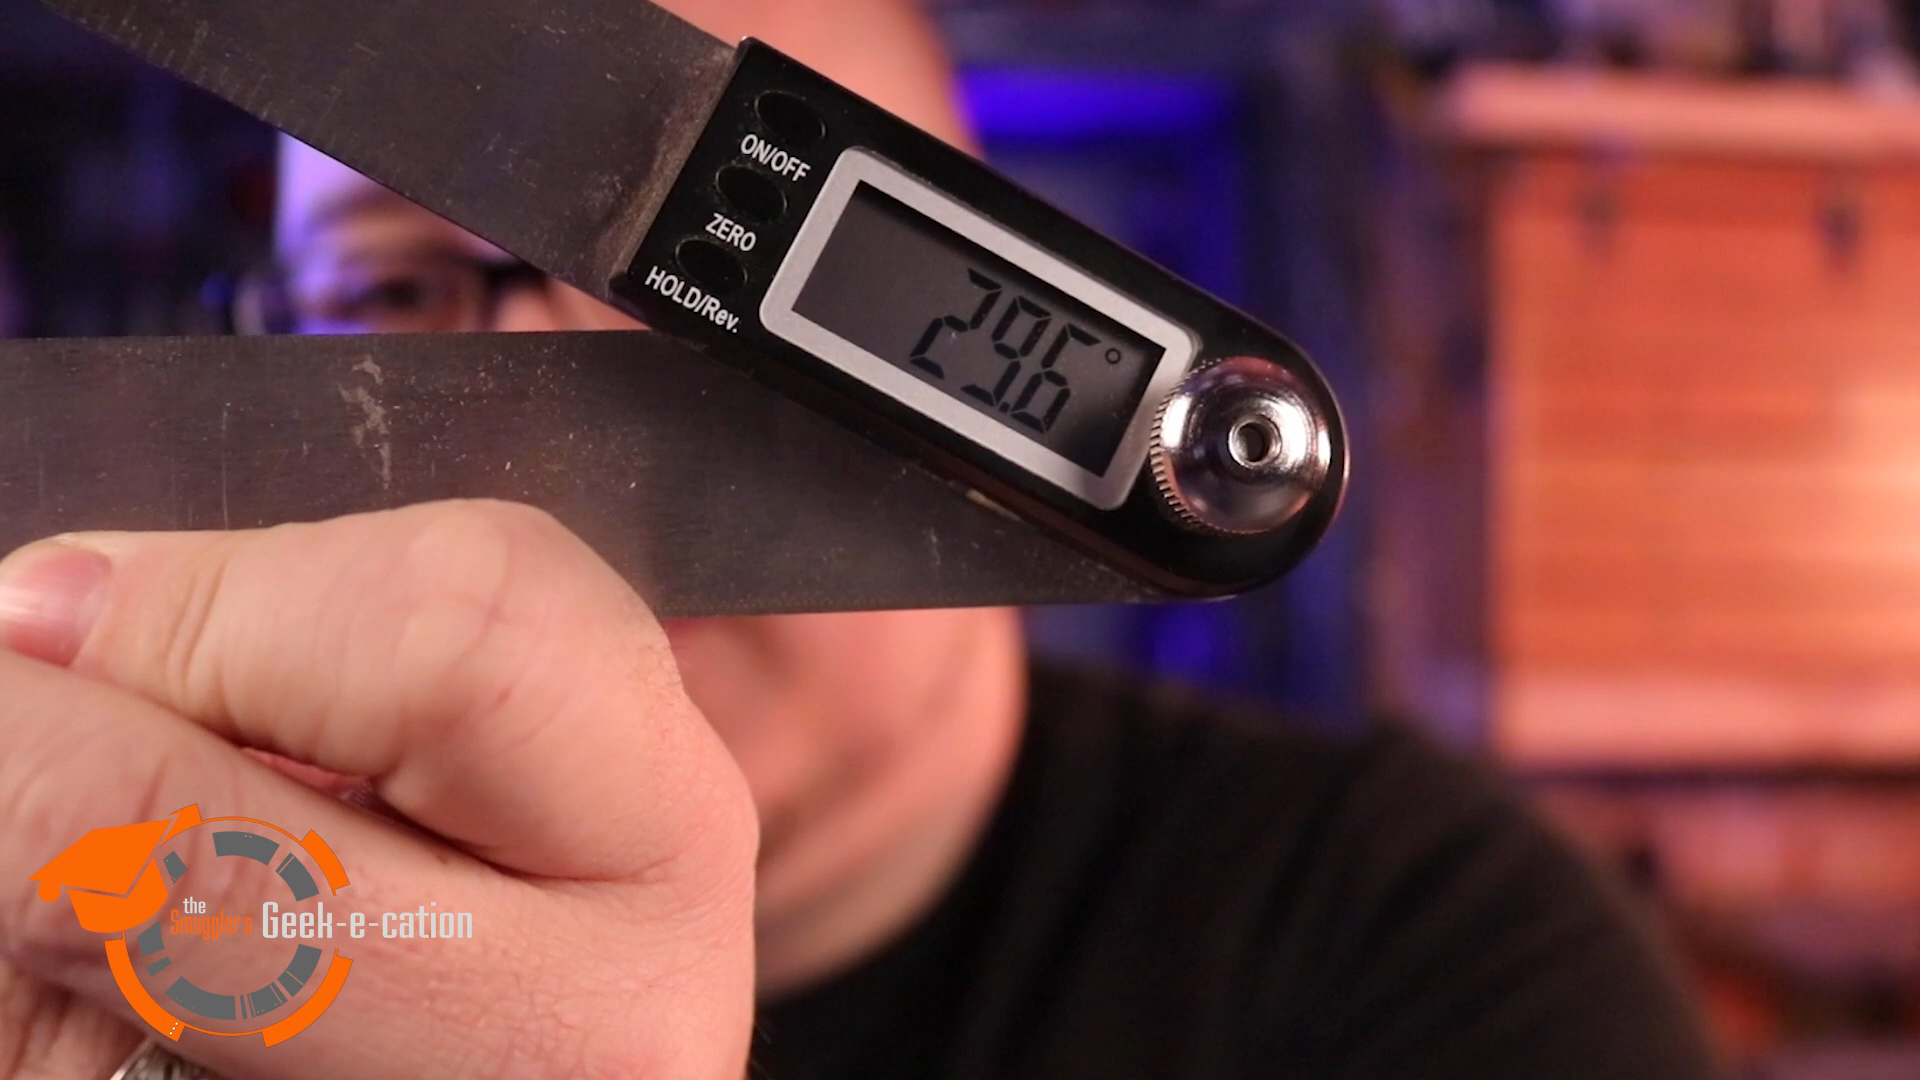 ON/OFF
ZERO
HOLD/Rev.
29.6°
the
Smuggler's Geek-e-cation